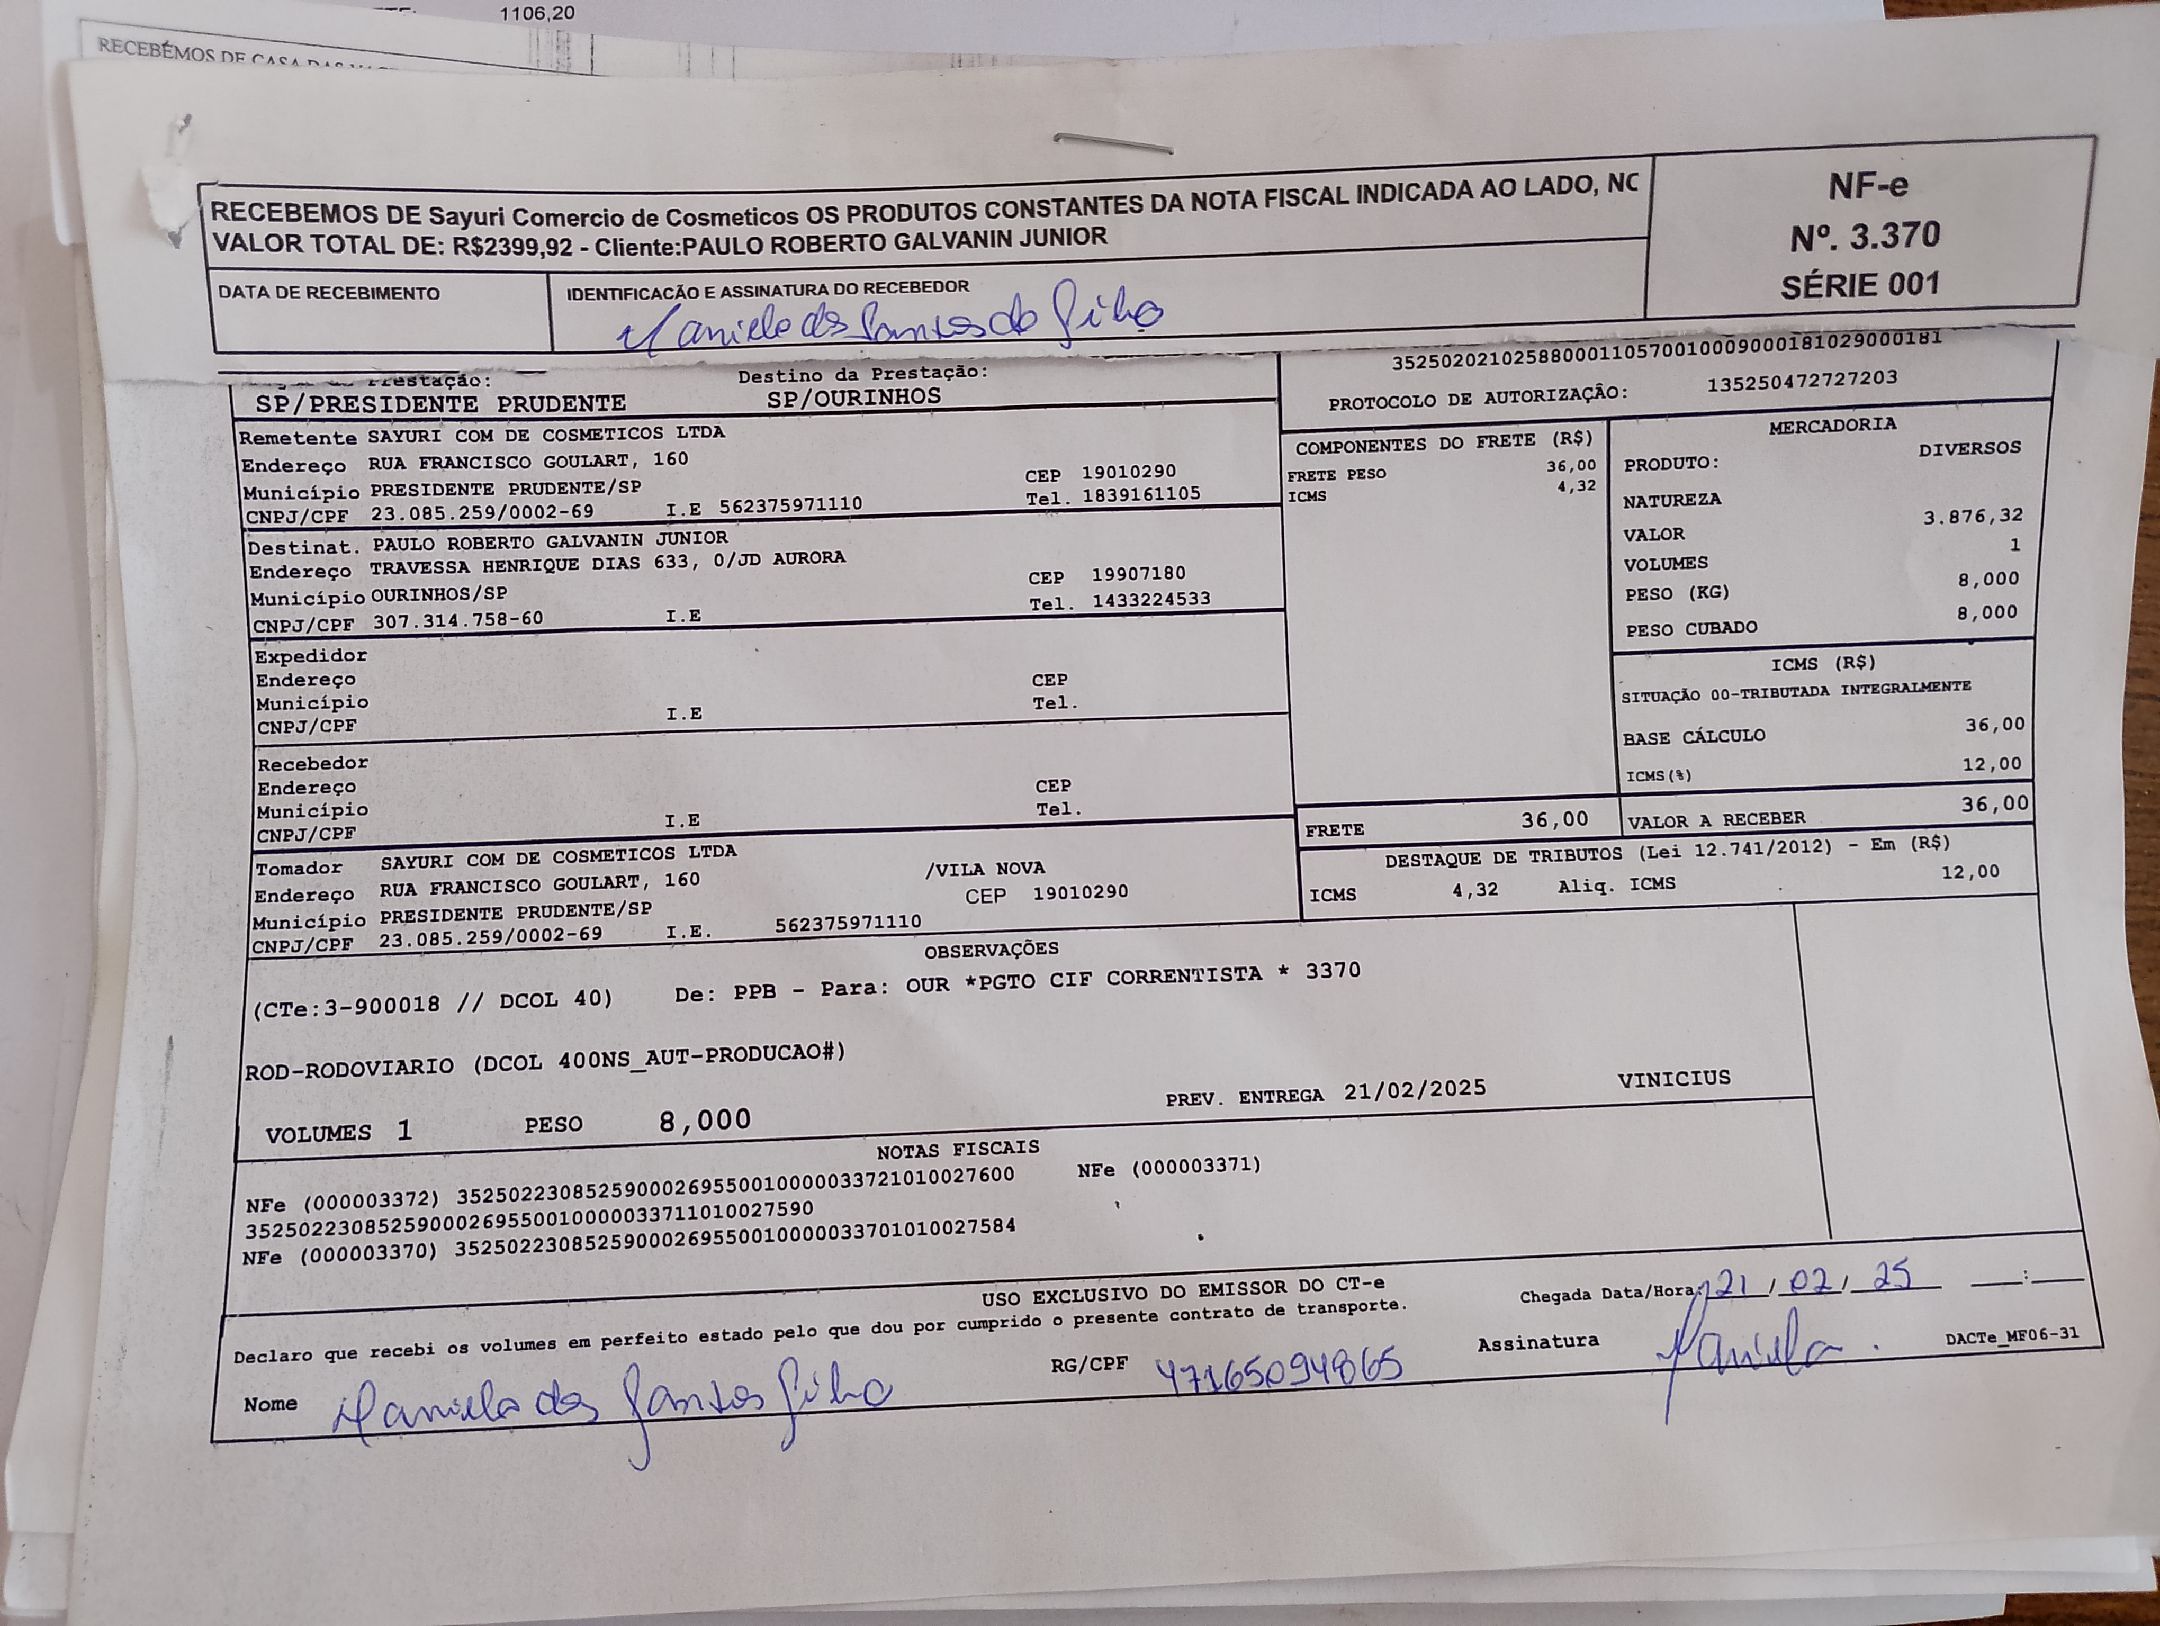 1106,20
RECEBEMOS DE CASA DAS
RECEBEMOS DE Sayuri Comercio de Cosmeticos OS PRODUTOS CONSTANTES DA NOTA FISCAL INDICADA AO LADO, NO
VALOR TOTAL DE: R$2399,92 - Cliente:PAULO ROBERTO GALVANIN JUNIOR
NF-e
Nº. 3.370
SÉRIE 001
DATA DE RECEBIMENTO
IDENTIFICAÇÃO E ASSINATURA DO RECEBEDOR
35250202102588000110570010009000181029000181
PROTOCOLO DE AUTORIZAÇÃO: 135250472727203
Prestação: Destino da Prestação:
SP/PRESIDENTE PRUDENTE SP/OURINHOS
Remetente SAYURI COM DE COSMETICOS LTDA
Endereço RUA FRANCISCO GOULART, 160
Município PRESIDENTE PRUDENTE/SP CEP 19010290
CNPJ/CPF 23.085.259/0002-69 I.E 562375971110 Tel. 1839161105
Destinat. PAULO ROBERTO GALVANIN JUNIOR
Endereço TRAVESSA HENRIQUE DIAS 633, 0/JD AURORA
Município OURINHOS/SP CEP 19907180
CNPJ/CPF 307.314.758-60 I.E Tel. 1433224533
Expedidor
Endereço CEP
Município Tel.
CNPJ/CPF I.E
Recebedor
Endereço CEP
Município Tel.
CNPJ/CPF I.E
Tomador SAYURI COM DE COSMETICOS LTDA
Endereço RUA FRANCISCO GOULART, 160 /VILA NOVA
Município PRESIDENTE PRUDENTE/SP CEP 19010290
CNPJ/CPF 23.085.259/0002-69 I.E. 562375971110
COMPONENTES DO FRETE (R$)
FRETE PESO 36,00
ICMS 4,32
MERCADORIA
PRODUTO: DIVERSOS
NATUREZA
VALOR 3.876,32
VOLUMES 1
PESO (KG) 8,000
PESO CUBADO 8,000
ICMS (R$)
SITUAÇÃO 00-TRIBUTADA INTEGRALMENTE
BASE CÁLCULO 36,00
ICMS(%) 12,00
FRETE 36,00 VALOR A RECEBER 36,00
DESTAQUE DE TRIBUTOS (Lei 12.741/2012) - Em (R$)
ICMS 4,32 Aliq. ICMS 12,00
OBSERVAÇÕES
(CTe:3-900018 // DCOL 40) De: PPB - Para: OUR *PGTO CIF CORRENTISTA * 3370
ROD-RODOVIARIO (DCOL 400NS_AUT-PRODUCAO#)
VOLUMES 1 PESO 8,000 PREV. ENTREGA 21/02/2025 VINICIUS
NOTAS FISCAIS
NFe (000003372) 35250223085259000269550010000033721010027600 NFe (000003371)
35250223085259000269550010000033711010027590
NFe (000003370) 35250223085259000269550010000033701010027584
USO EXCLUSIVO DO EMISSOR DO CT-e
Declaro que recebi os volumes em perfeito estado pelo que dou por cumprido o presente contrato de transporte.
Chegada Data/Hora: 21/02/25 __:__
Nome RG/CPF 47165094865 Assinatura DACTe_MF06-31